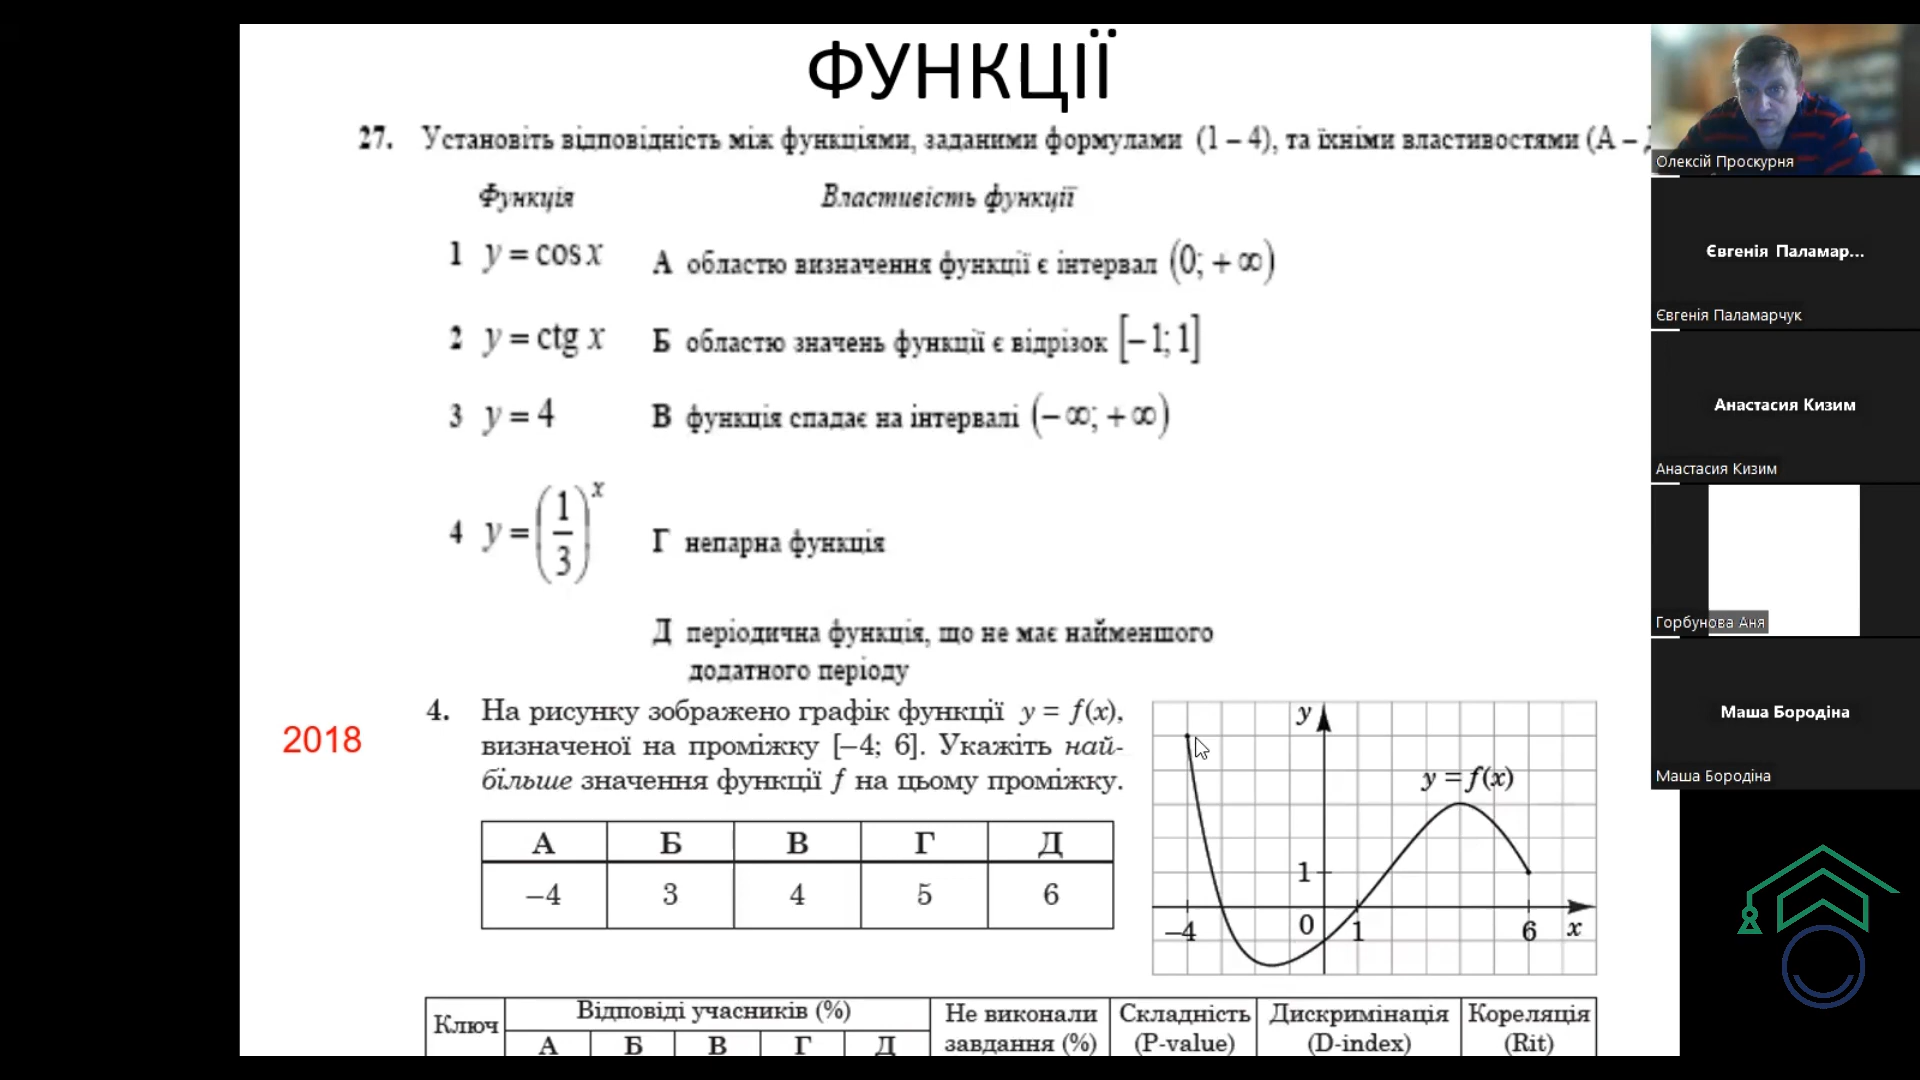 ФУНКЦІЇ
27. Установіть відповідність між функціями, заданими формулами (1 – 4), та їхніми властивостями (А –
Функція Властивість функції
1 y = cos x А областю визначення функції є інтервал (0; + ∞)
2 y = ctg x Б областю значень функції є відрізок [– 1; 1]
3 y = 4 В функція спадає на інтервалі (– ∞; + ∞)
4 y = (1/3)^x Г непарна функція
Д періодична функція, що не має найменшого
додатного періоду
2018
4. На рисунку зображено графік функції y = f(x),
визначеної на проміжку [–4; 6]. Укажіть най-
більше значення функції f на цьому проміжку.
А Б В Г Д
–4 3 4 5 6
y
y = f(x)
1
–4 0 1 6 x
Ключ Відповіді учасників (%) Не виконали завдання (%) Складність (P-value) Дискримінація (D-index) Кореляція (Rit)
А Б В Г Д
Олексій Проскурня
Євгенія Паламар...
Євгенія Паламарчук
Анастасия Кизим
Анастасия Кизим
Горбунова Аня
Маша Бородіна
Маша Бородіна